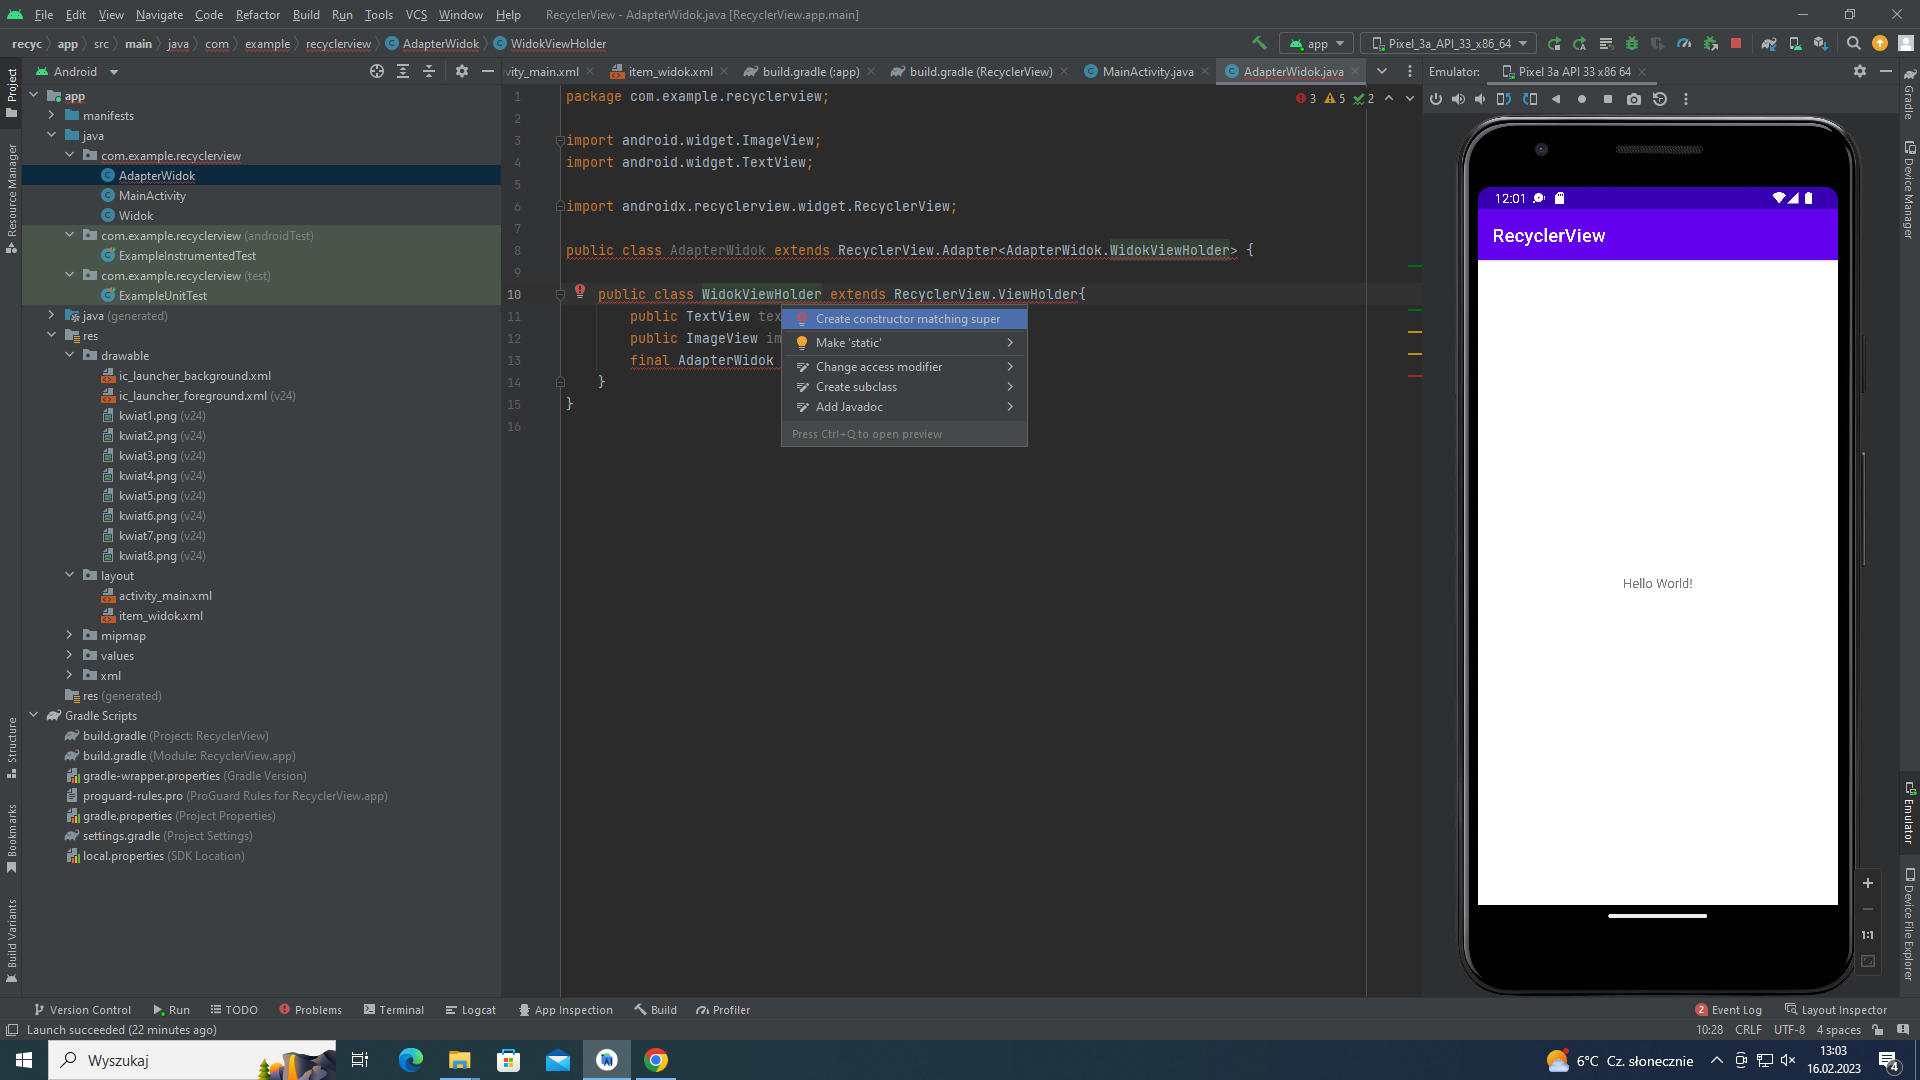 File Edit View Navigate Code Refactor Build Run Tools VCS Window Help RecyclerView - AdapterWidok.java [RecyclerView.app.main]
recyc app src main java com example recyclerview AdapterWidok WidokViewHolder app Pixel_3a_API_33_x86_64
Android
vity_main.xml item_widok.xml build.gradle (:app) build.gradle (RecyclerView) MainActivity.java AdapterWidok.java
Emulator: Pixel 3a API 33 x86 64
Project
Resource Manager
Structure
Bookmarks
Build Variants
app
manifests
java
com.example.recyclerview
AdapterWidok
MainActivity
Widok
com.example.recyclerview (androidTest)
ExampleInstrumentedTest
com.example.recyclerview (test)
ExampleUnitTest
java (generated)
res
drawable
ic_launcher_background.xml
ic_launcher_foreground.xml (v24)
kwiat1.png (v24)
kwiat2.png (v24)
kwiat3.png (v24)
kwiat4.png (v24)
kwiat5.png (v24)
kwiat6.png (v24)
kwiat7.png (v24)
kwiat8.png (v24)
layout
activity_main.xml
item_widok.xml
mipmap
values
xml
res (generated)
Gradle Scripts
build.gradle (Project: RecyclerView)
build.gradle (Module: RecyclerView.app)
gradle-wrapper.properties (Gradle Version)
proguard-rules.pro (ProGuard Rules for RecyclerView.app)
gradle.properties (Project Properties)
settings.gradle (Project Settings)
local.properties (SDK Location)
1 package com.example.recyclerview; 3 5 2
2
3 import android.widget.ImageView;
4 import android.widget.TextView;
5
6 import androidx.recyclerview.widget.RecyclerView;
7
8 public class AdapterWidok extends RecyclerView.Adapter<AdapterWidok.WidokViewHolder> {
9
10 public class WidokViewHolder extends RecyclerView.ViewHolder{
11 public TextView tex
12 public ImageView im
13 final AdapterWidok
14 }
15 }
16
Create constructor matching super
Make 'static'
Change access modifier
Create subclass
Add Javadoc
Press Ctrl+Q to open preview
12:01
RecyclerView
Hello World!
1:1
Gradle
Device Manager
Emulator
Device File Explorer
Version Control Run TODO Problems Terminal Logcat App Inspection Build Profiler 2 Event Log Layout Inspector
Launch succeeded (22 minutes ago) 10:28 CRLF UTF-8 4 spaces
Wyszukaj 6°C Cz. słonecznie 13:03
16.02.2023 4